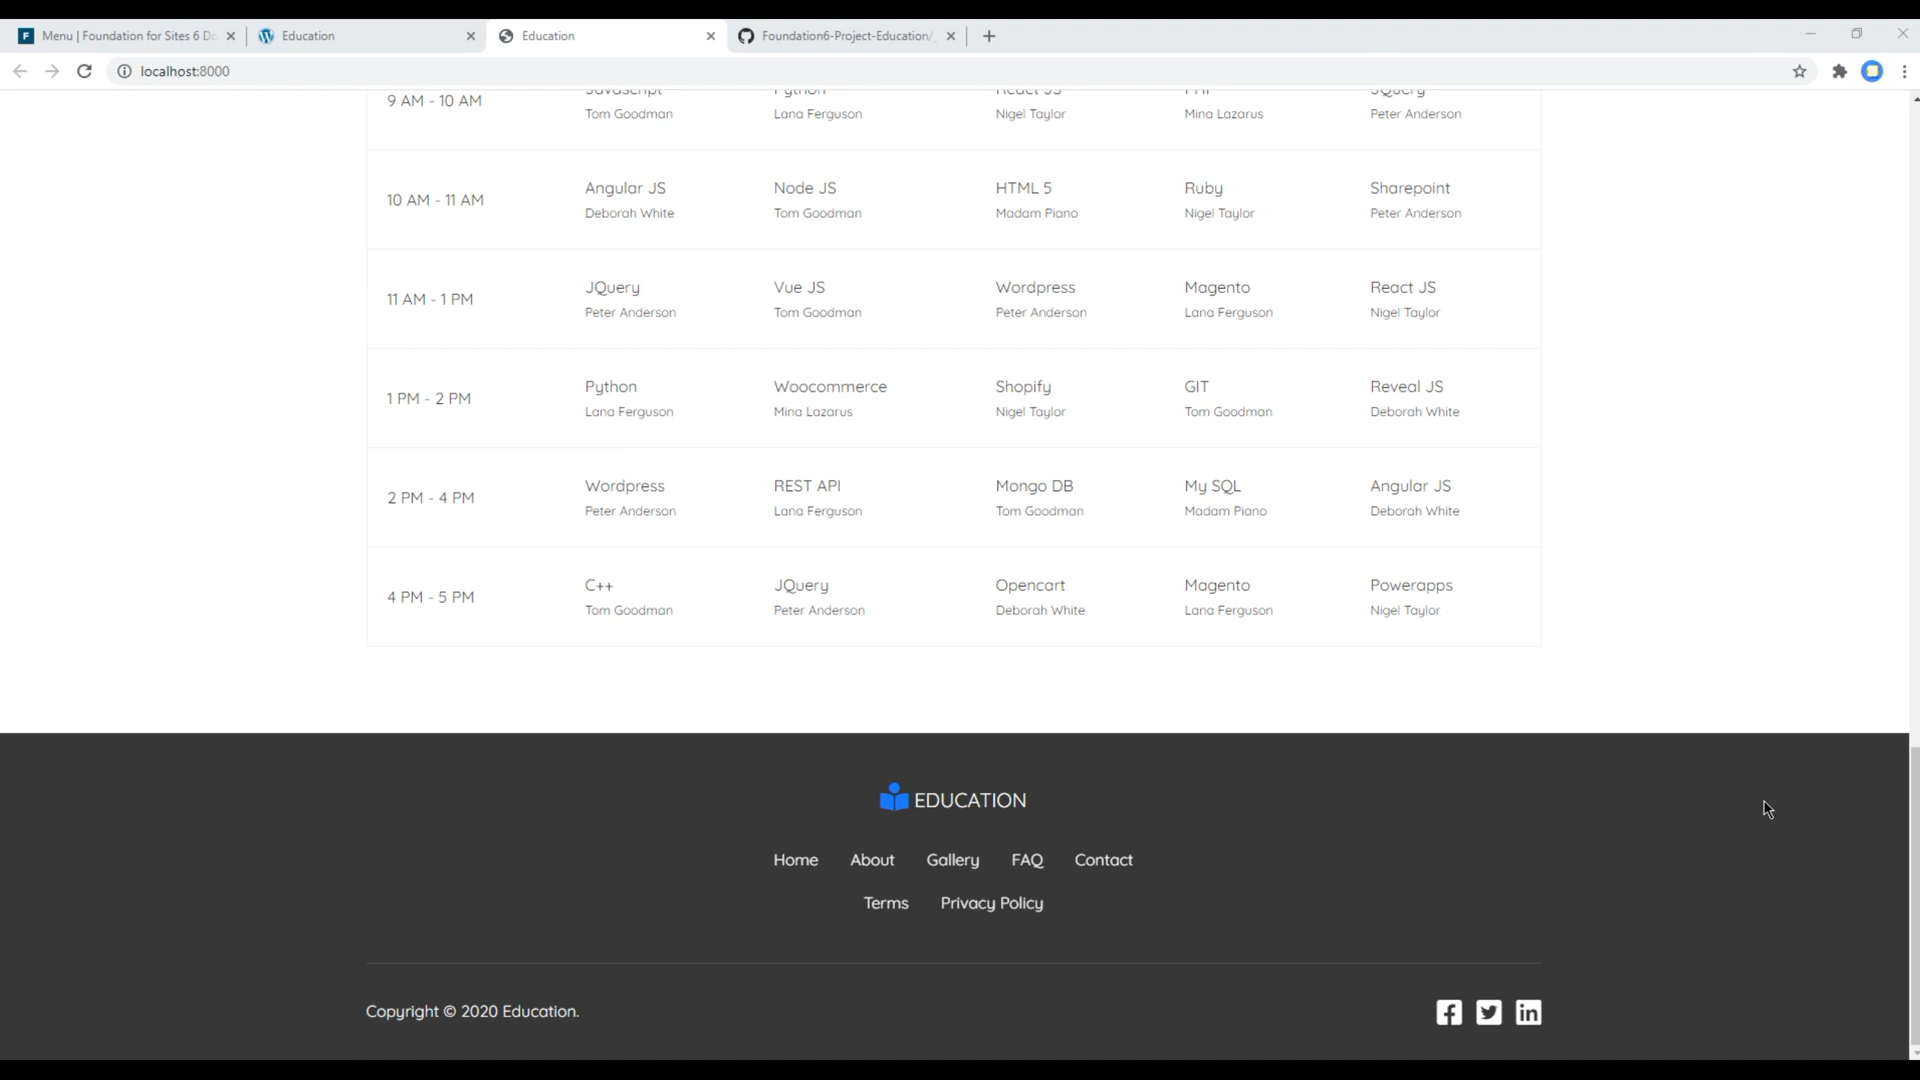 Menu | Foundation for Sites 6 Do
Education
Education
Foundation6-Project-Education/_
localhost:8000
9 AM - 10 AM Javascript Python React JS PHP JQuery
Tom Goodman Lana Ferguson Nigel Taylor Mina Lazarus Peter Anderson
Angular JS Node JS HTML 5 Ruby Sharepoint
10 AM - 11 AM
Deborah White Tom Goodman Madam Piano Nigel Taylor Peter Anderson
JQuery Vue JS Wordpress Magento React JS
11 AM - 1 PM
Peter Anderson Tom Goodman Peter Anderson Lana Ferguson Nigel Taylor
Python Woocommerce Shopify GIT Reveal JS
1 PM - 2 PM
Lana Ferguson Mina Lazarus Nigel Taylor Tom Goodman Deborah White
Wordpress REST API Mongo DB My SQL Angular JS
2 PM - 4 PM
Peter Anderson Lana Ferguson Tom Goodman Madam Piano Deborah White
C++ JQuery Opencart Magento Powerapps
4 PM - 5 PM
Tom Goodman Peter Anderson Deborah White Lana Ferguson Nigel Taylor
EDUCATION
Home About Gallery FAQ Contact
Terms Privacy Policy
Copyright © 2020 Education.